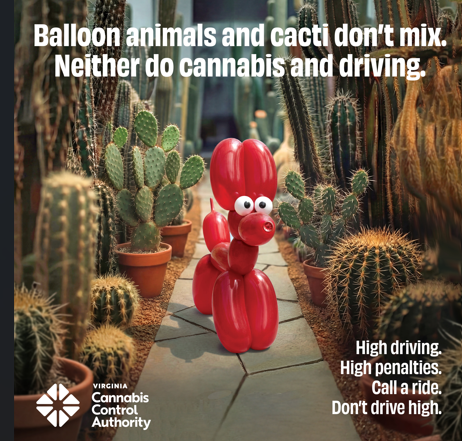 Balloon animals and cacti don't mix.
Neither do cannabis and driving.
High driving.
High penalties.
Call a ride.
Don't drive high.
VIRGINIA
Cannabis
Control
Authority